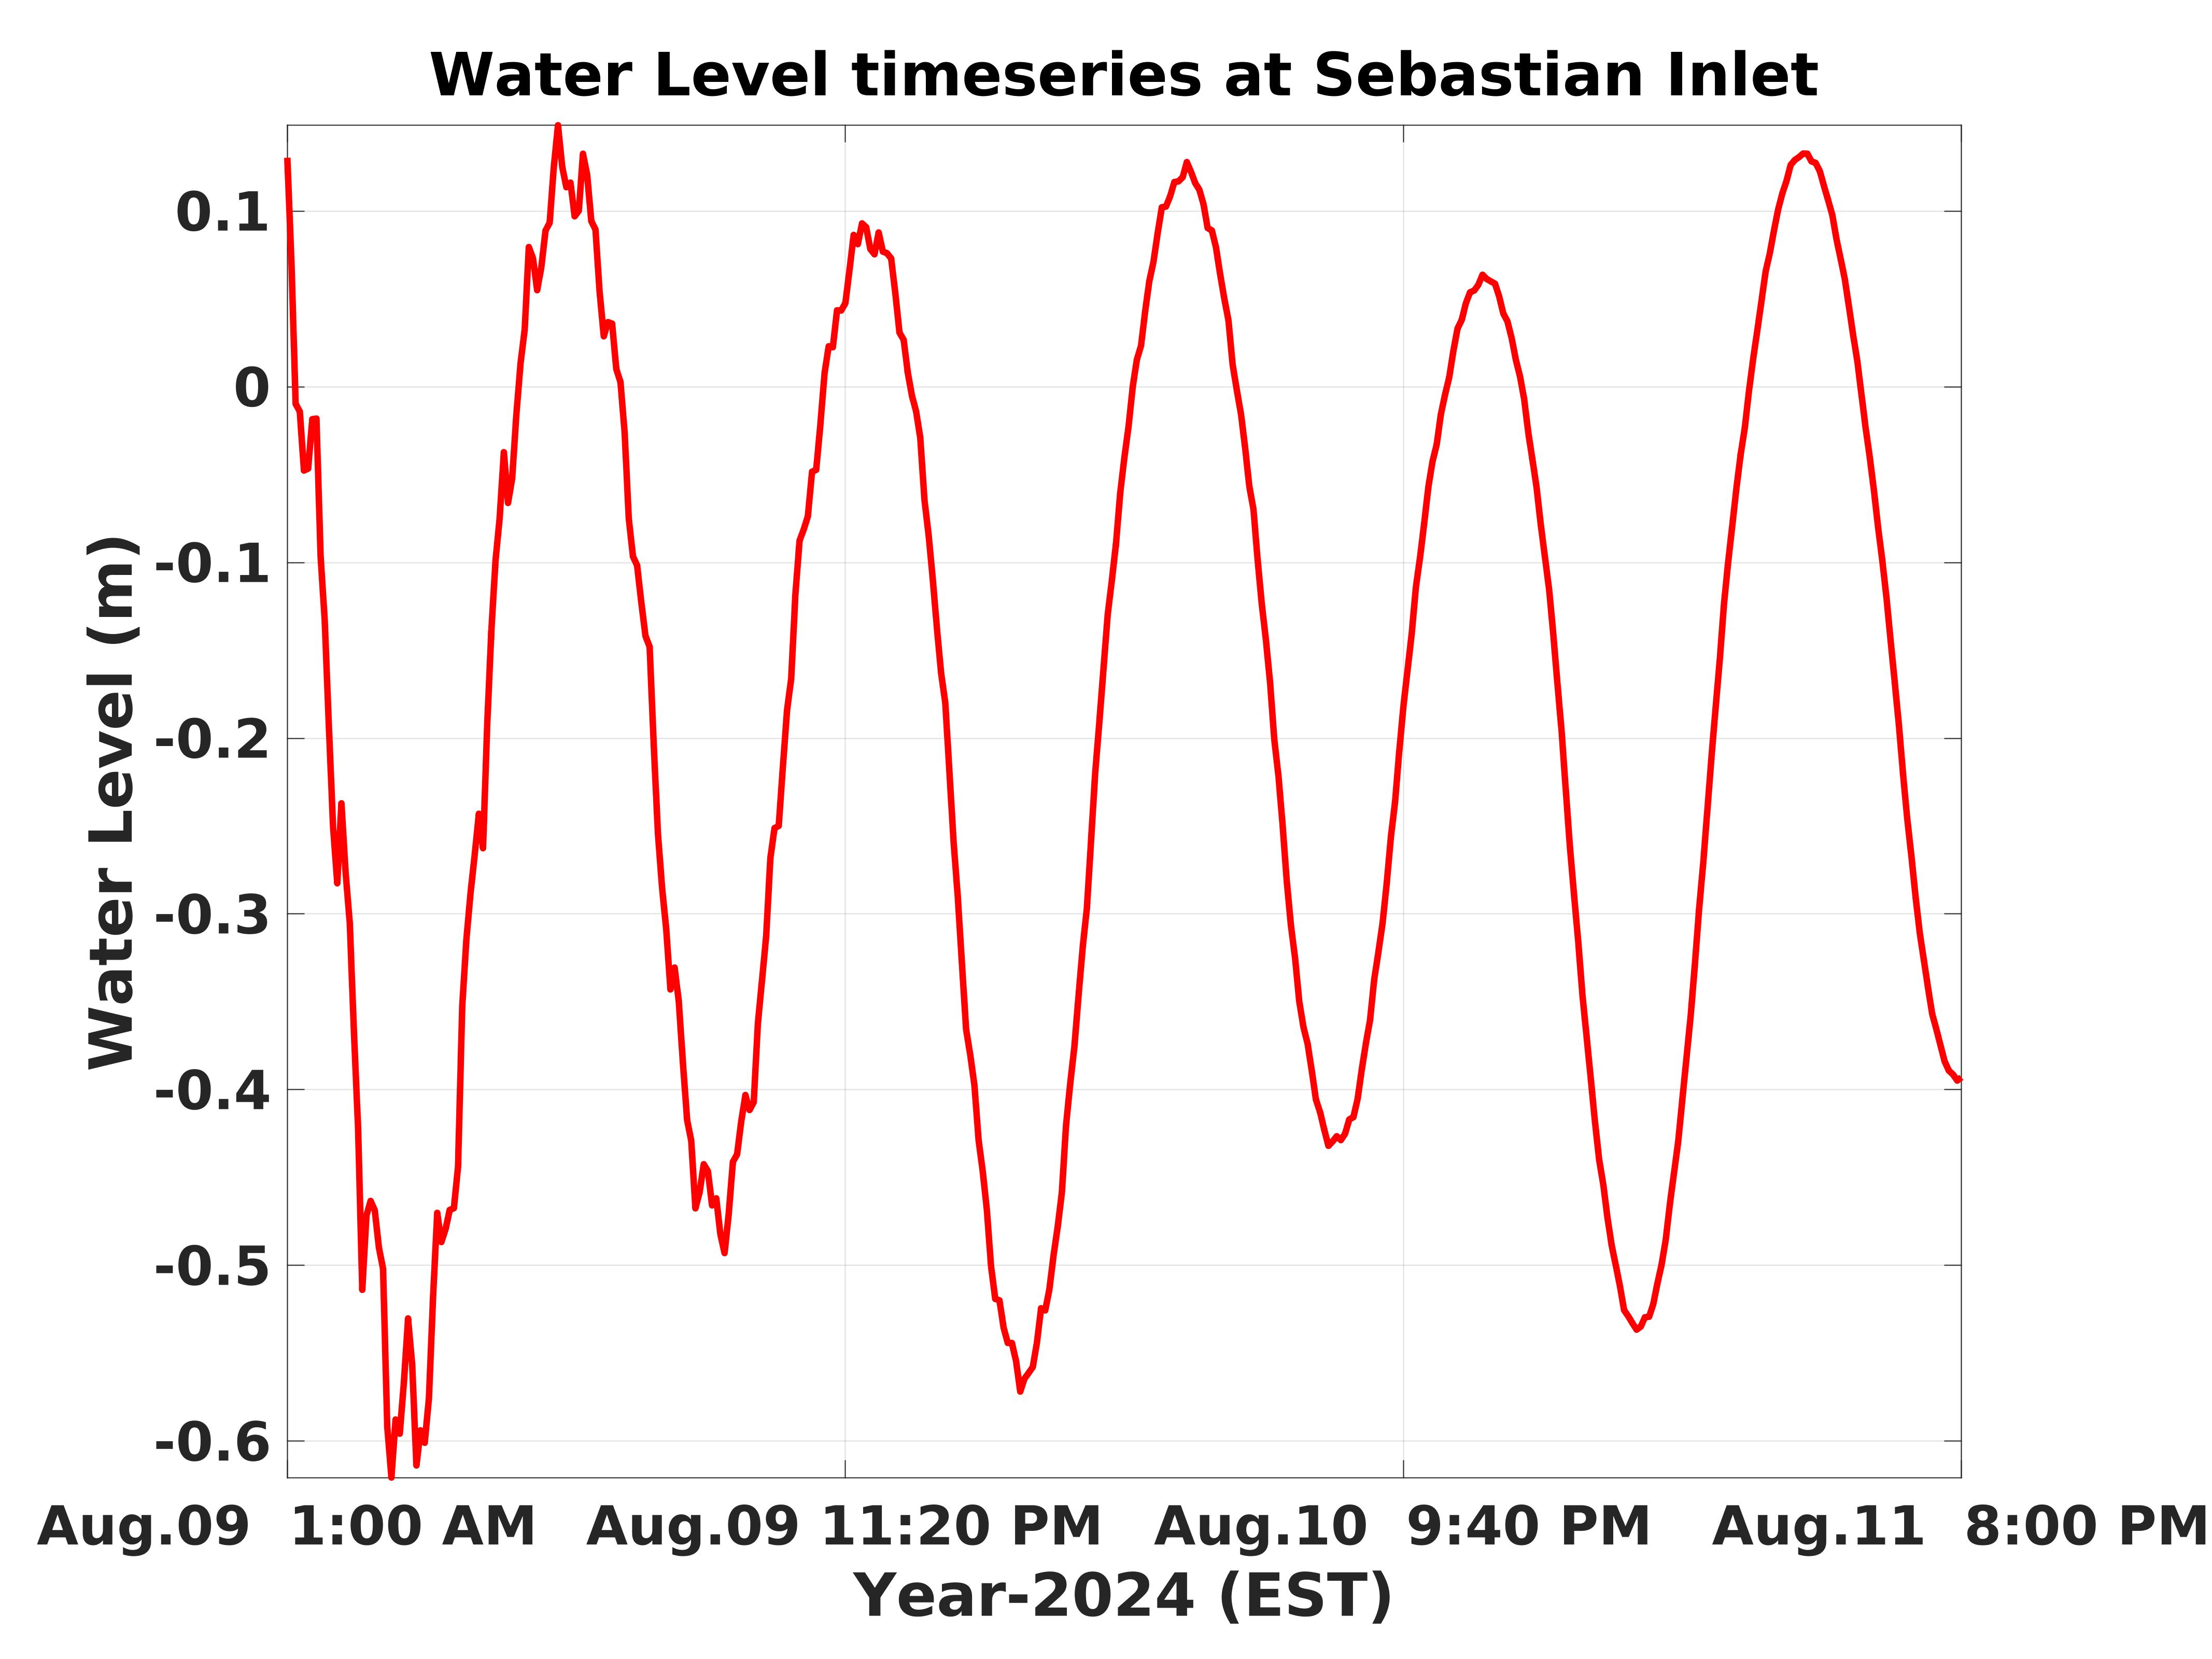 Water Level timeseries at Sebastian Inlet
0.1
0
-0.1
-0.2
-0.3
-0.4
-0.5
-0.6
Water Level (m)
Aug.09  1:00 AM
Aug.09 11:20 PM
Aug.10  9:40 PM
Aug.11  8:00 PM
Year-2024 (EST)